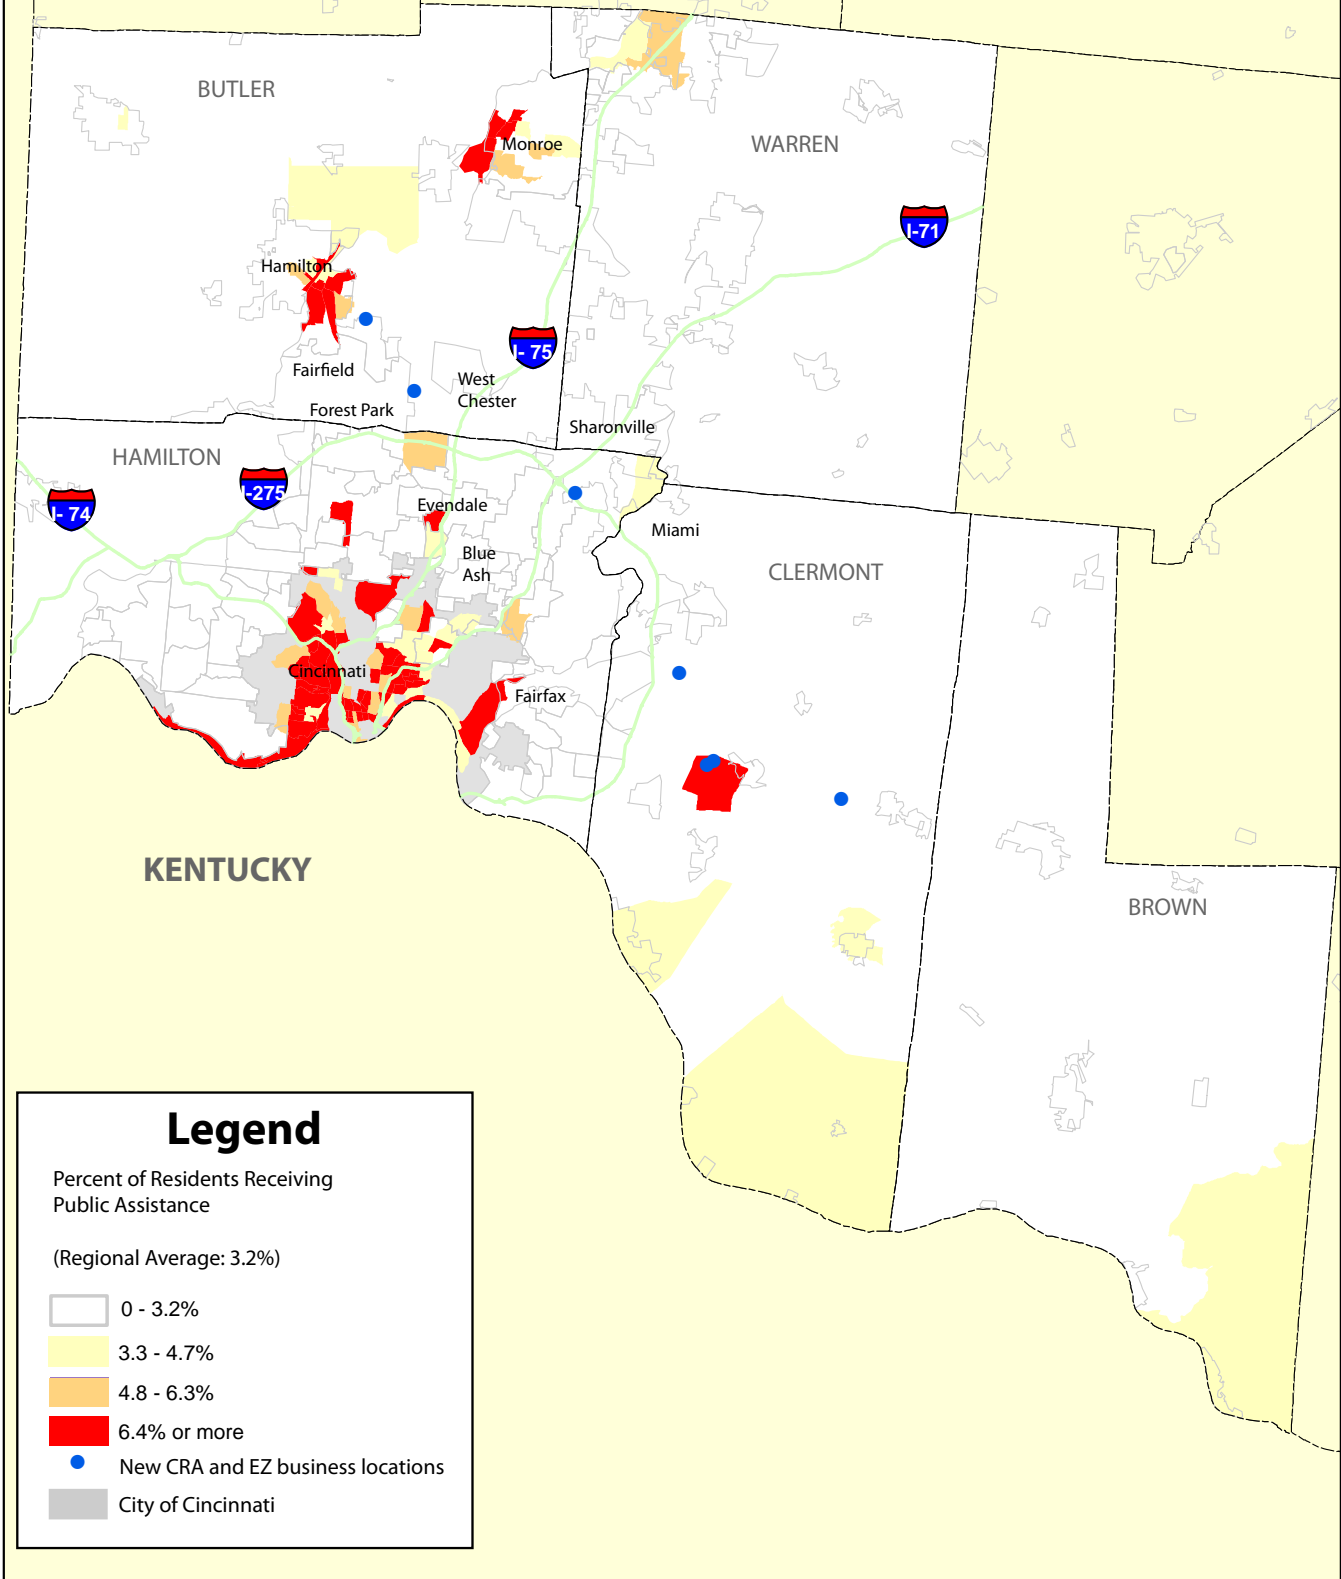 BUTLER
Monroe
WARREN
I-71
Hamilton
I- 75
Fairfield
West
Chester
Forest Park
Sharonville
HAMILTON
I-275
I- 74
Evendale
Miami
Blue
Ash
CLERMONT
Cincinnati
Fairfax
KENTUCKY
BROWN
Legend
Percent of Residents Receiving
Public Assistance
(Regional Average: 3.2%)
0 - 3.2%
3.3 - 4.7%
4.8 - 6.3%
6.4% or more
New CRA and EZ business locations
City of Cincinnati